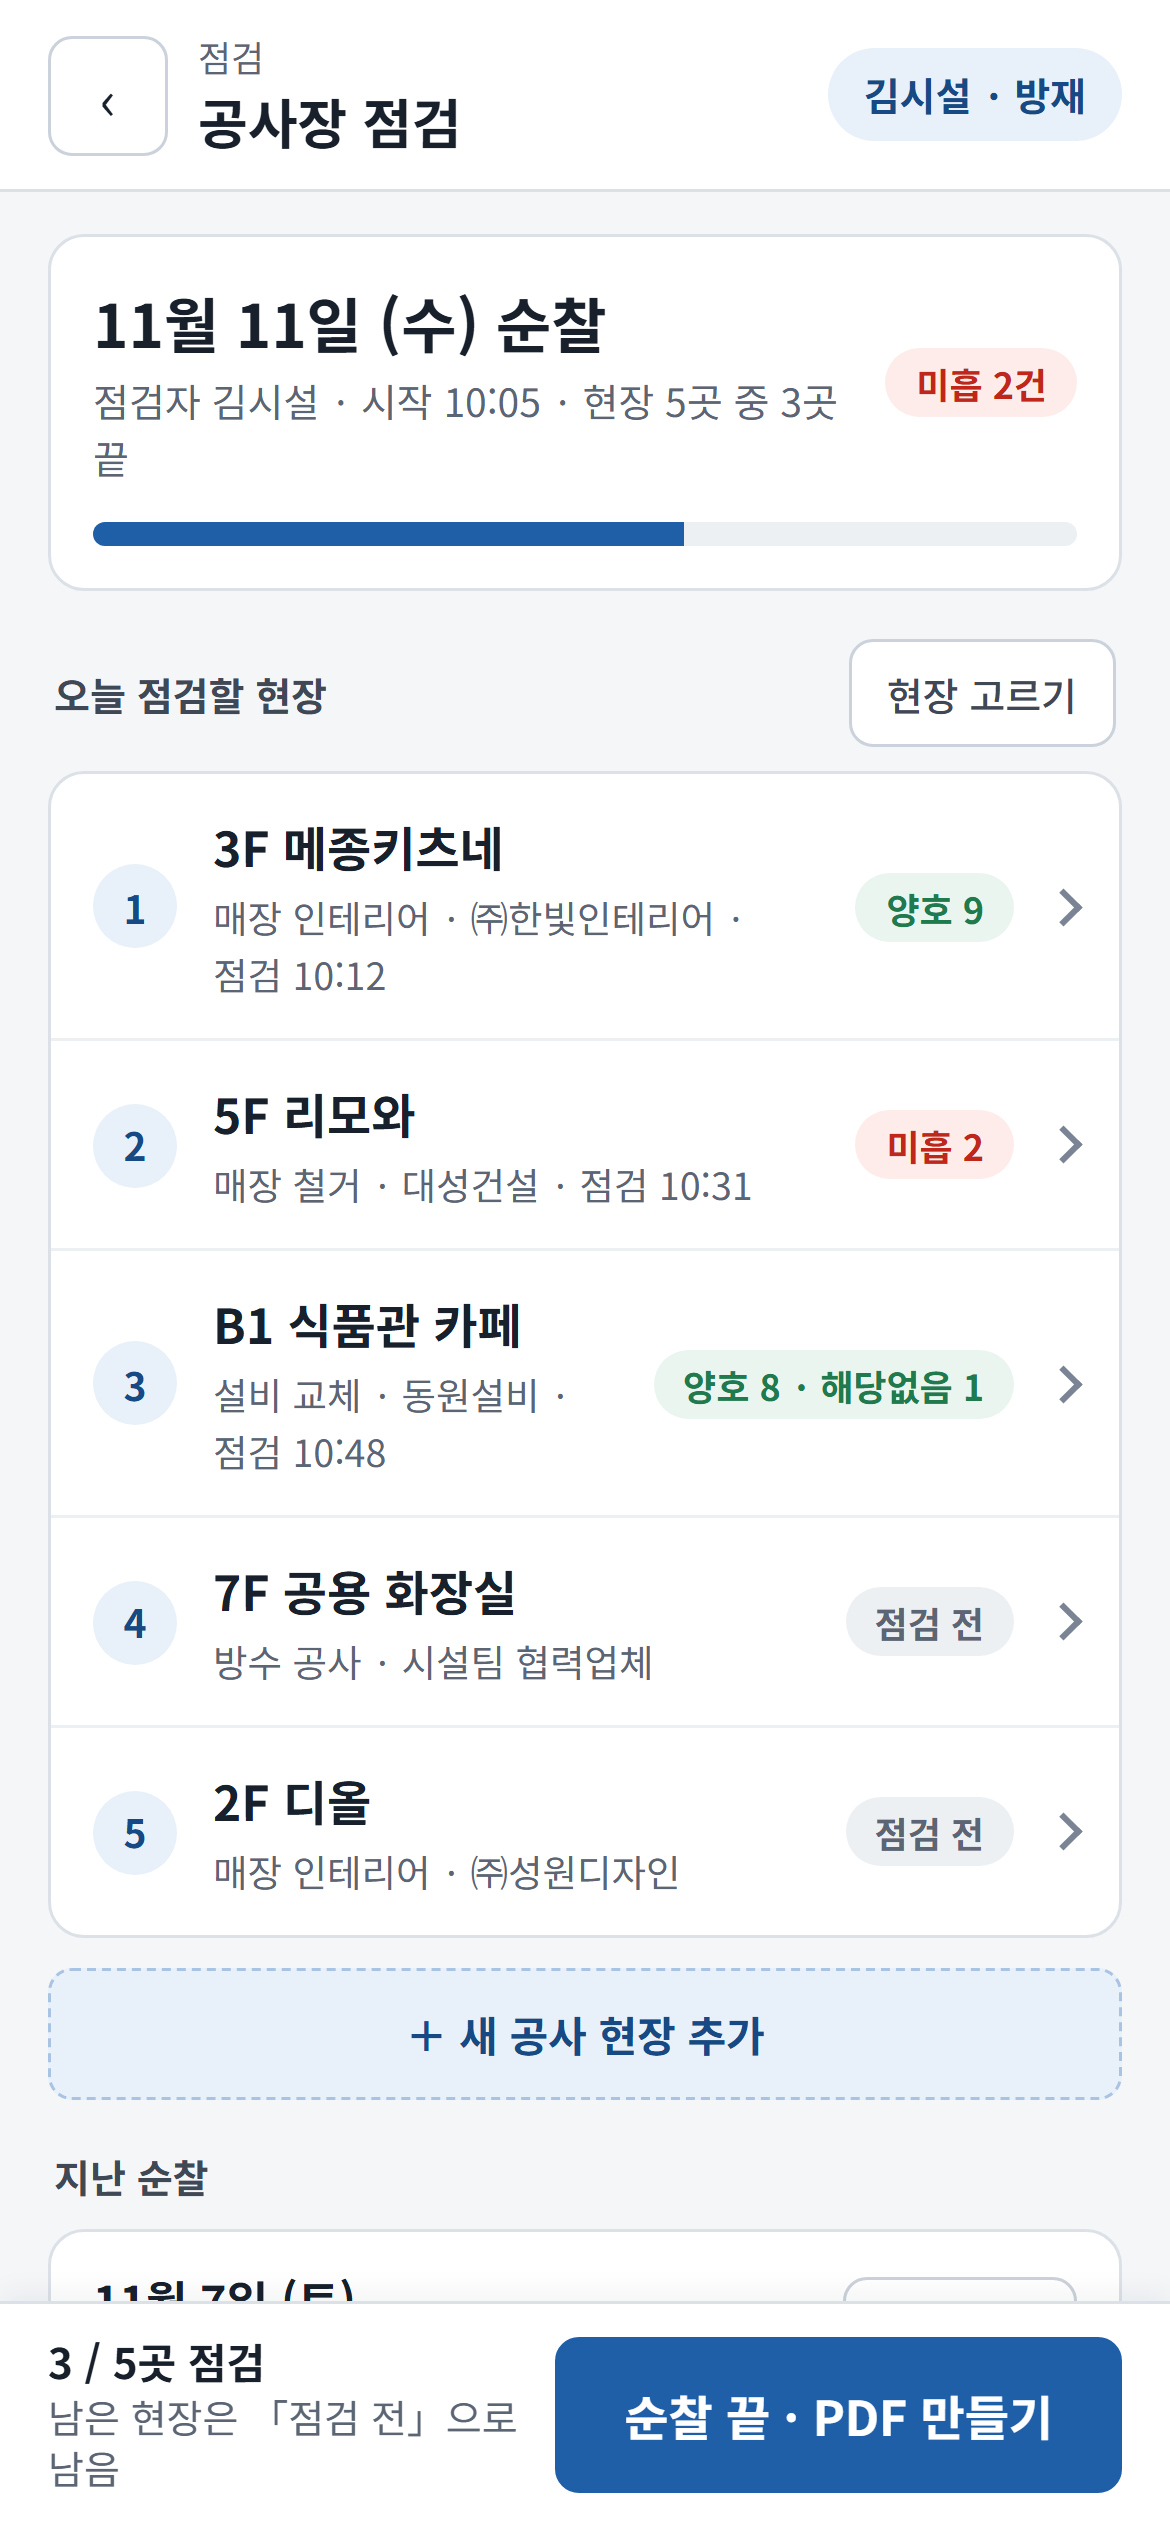 ‹
점검
공사장 점검
김시설 · 방재
11월 11일 (수) 순찰
점검자 김시설 · 시작 10:05 · 현장 5곳 중 3곳
끝
미흡 2건
오늘 점검할 현장
현장 고르기
1
3F 메종키츠네
매장 인테리어 · ㈜한빛인테리어 ·
점검 10:12
양호 9
2
5F 리모와
매장 철거 · 대성건설 · 점검 10:31
미흡 2
3
B1 식품관 카페
설비 교체 · 동원설비 ·
점검 10:48
양호 8 · 해당없음 1
4
7F 공용 화장실
방수 공사 · 시설팀 협력업체
점검 전
5
2F 디올
매장 인테리어 · ㈜성원디자인
점검 전
+ 새 공사 현장 추가
지난 순찰
11월 7일 (토)
3 / 5곳 점검
남은 현장은 「점검 전」으로
남음
순찰 끝 · PDF 만들기